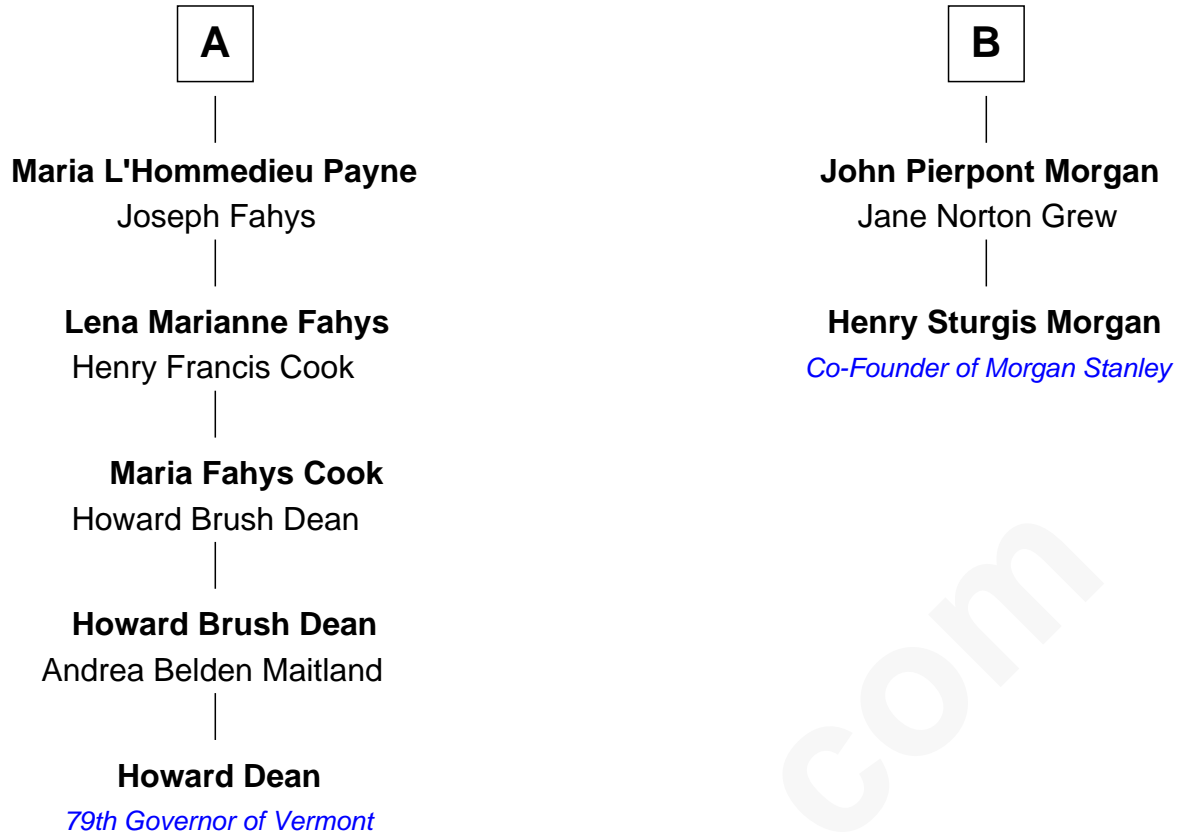 A
Maria L'Hommedieu Payne
Joseph Fahys
Lena Marianne Fahys
Henry Francis Cook
Maria Fahys Cook
Howard Brush Dean
Howard Brush Dean
Andrea Belden Maitland
Howard Dean
79th Governor of Vermont
B
John Pierpont Morgan
Jane Norton Grew
Henry Sturgis Morgan
Co-Founder of Morgan Stanley
com